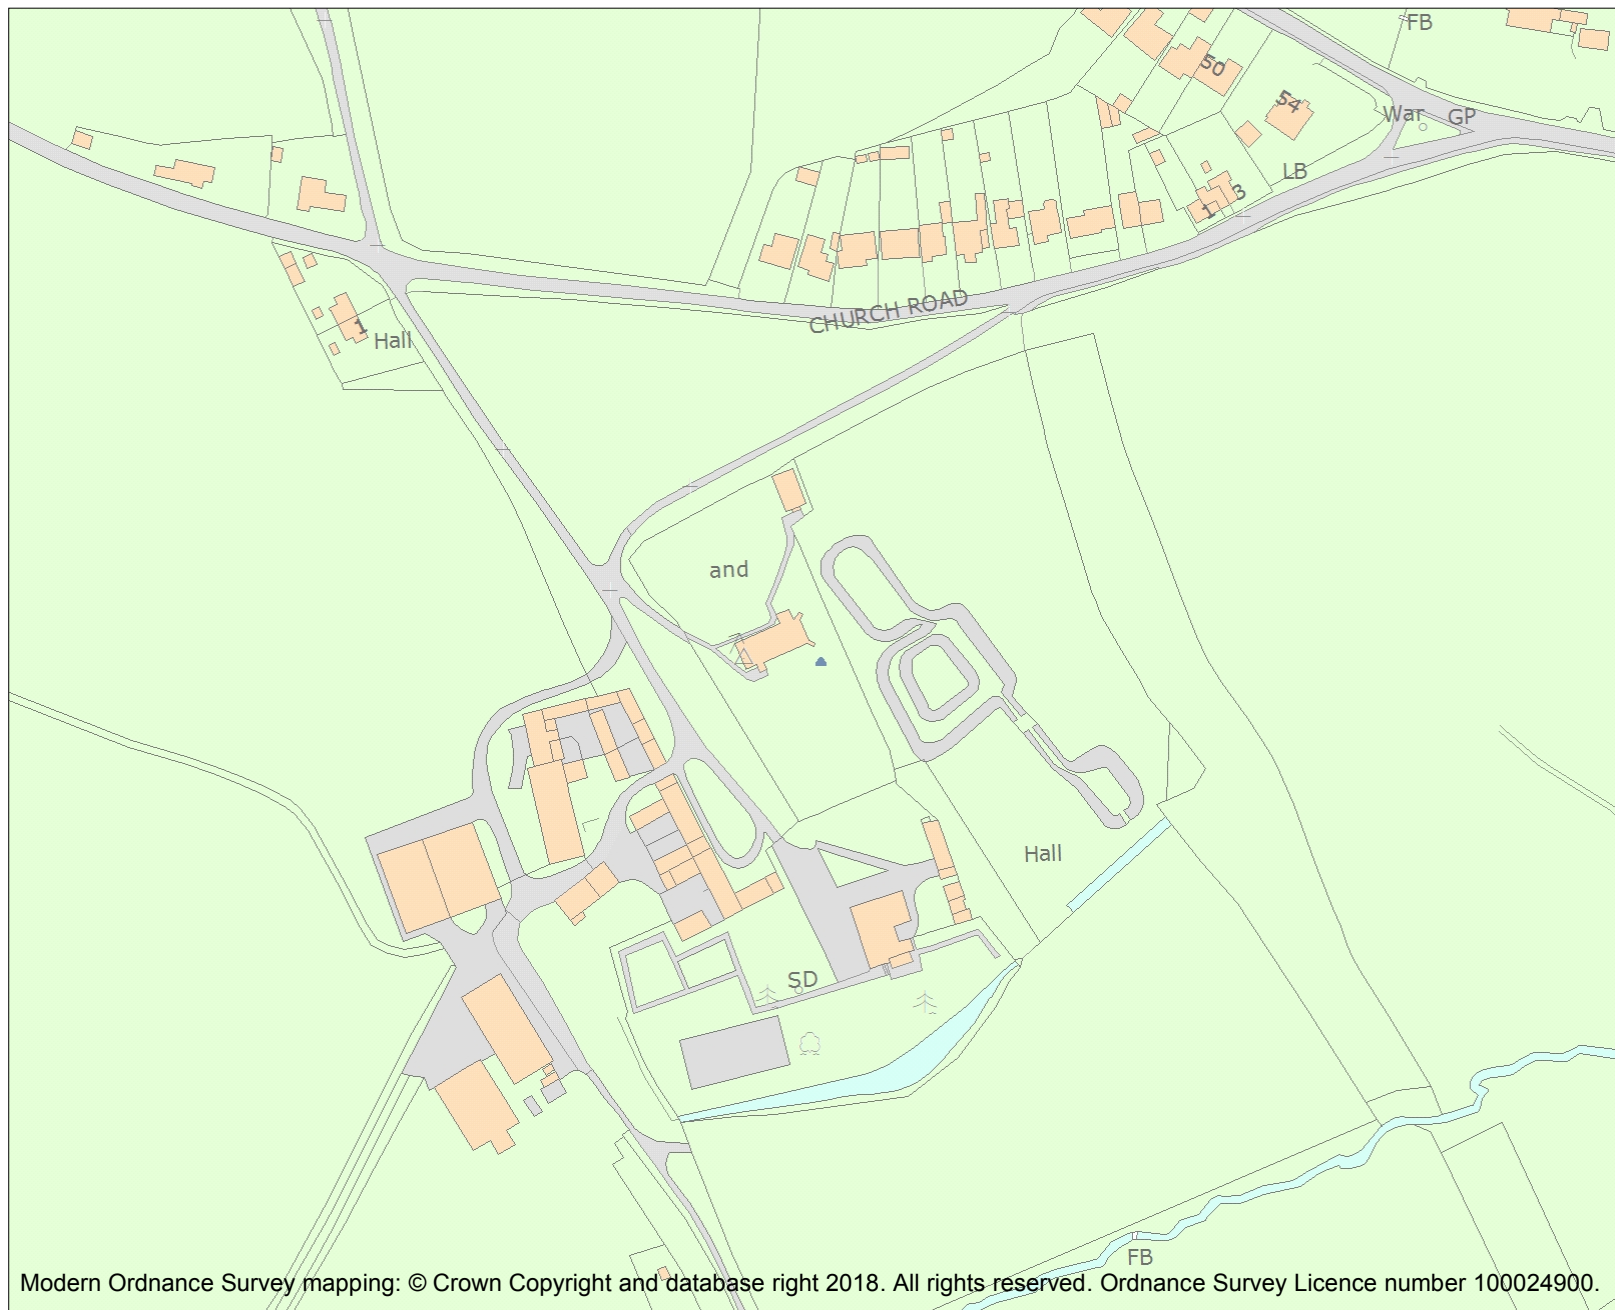 FB
50
54
War GP
LB
3
1
CHURCH ROAD
1
Hall
and
Hall
SD
FB
Modern Ordnance Survey mapping: © Crown Copyright and database right 2018. All rights reserved. Ordnance Survey Licence number 100024900.